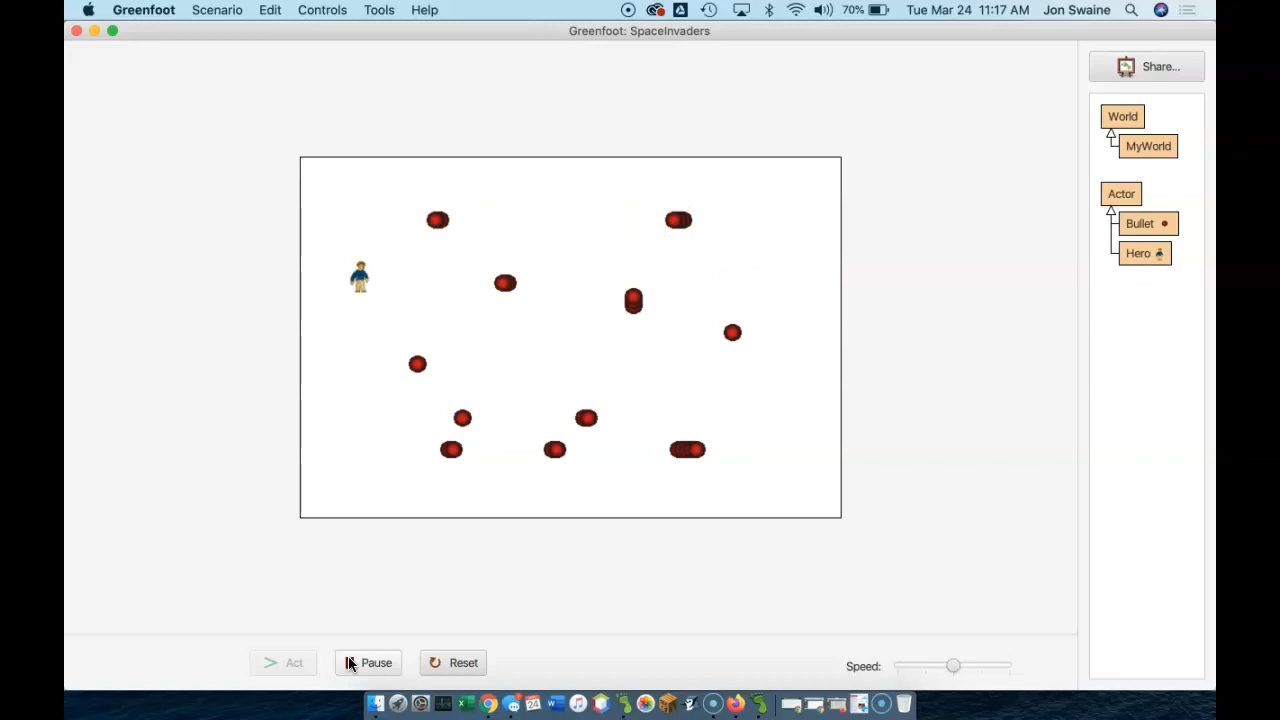 Greenfoot Scenario Edit Controls Tools Help 70% Tue Mar 24 11:17 AM Jon Swaine
Greenfoot: SpaceInvaders
Share...
World
MyWorld
Actor
Bullet
Hero
Act Pause Reset Speed:
24